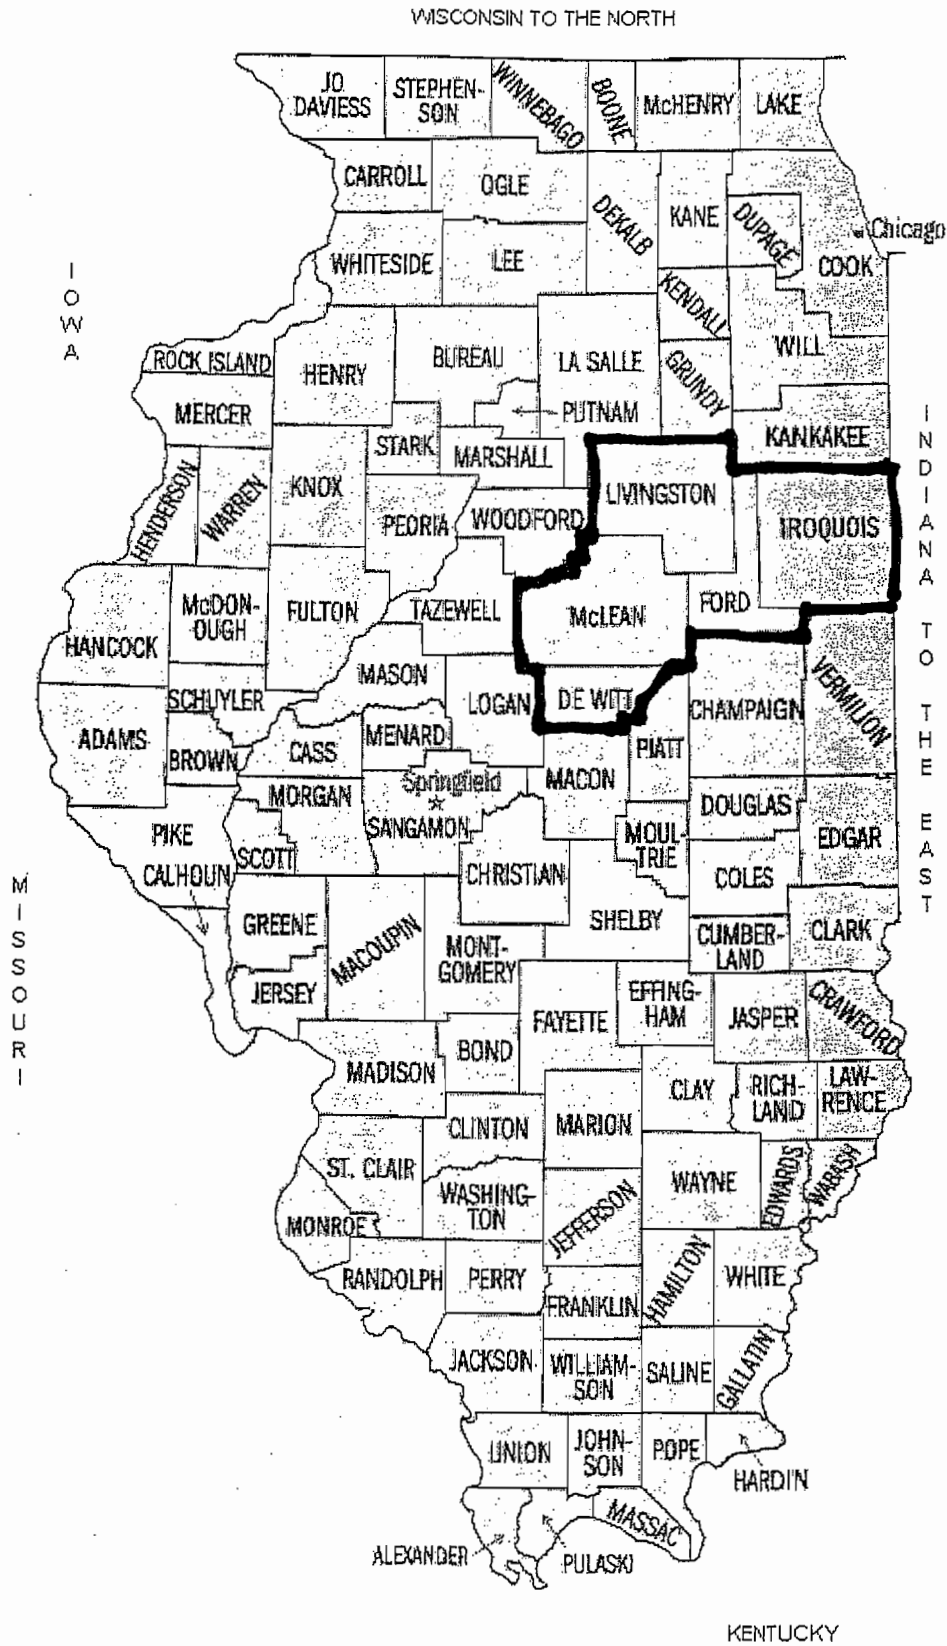 WISCONSIN TO THE NORTH
JO
DAVIESS
STEPHEN-
SON
WINNEBAGO
BOONE
McHENRY
LAKE
CARROLL
OGLE
DEKALB
KANE
DUPAGE
Chicago
COOK
WHITESIDE
LEE
KENDALL
IOWA
ROCK ISLAND
HENRY
BUREAU
LA SALLE
GRUNDY
WILL
MERCER
PUTNAM
KANKAKEE
STARK
MARSHALL
HENDERSON
WARREN
KNOX
PEORIA
WOODFORD
LIVINGSTON
IROQUOIS
INDIANA TO THE EAST
HANCOCK
McDON-
OUGH
FULTON
TAZEWELL
McLEAN
FORD
SCHUYLER
MASON
LOGAN
DE WITT
CHAMPAIGN
VERMILION
ADAMS
BROWN
CASS
MENARD
PIATT
MACON
Springfield
MORGAN
SANGAMON
DOUGLAS
PIKE
SCOTT
MOUL-
TRIE
EDGAR
CALHOUN
CHRISTIAN
COLES
MISSOURI
GREENE
MACOUPIN
MONT-
GOMERY
SHELBY
CUMBER-
LAND
CLARK
JERSEY
FAYETTE
EFFING-
HAM
JASPER
CRAWFORD
MADISON
BOND
CLAY
RICH-
LAND
LAW-
RENCE
CLINTON
MARION
ST. CLAIR
WASHING-
TON
JEFFERSON
WAYNE
EDWARDS
WABASH
MONROE
RANDOLPH
PERRY
FRANKLIN
HAMILTON
WHITE
JACKSON
WILLIAM-
SON
SALINE
GALLATIN
UNION
JOHN-
SON
POPE
HARDIN
ALEXANDER
PULASKI
MASSAC
KENTUCKY